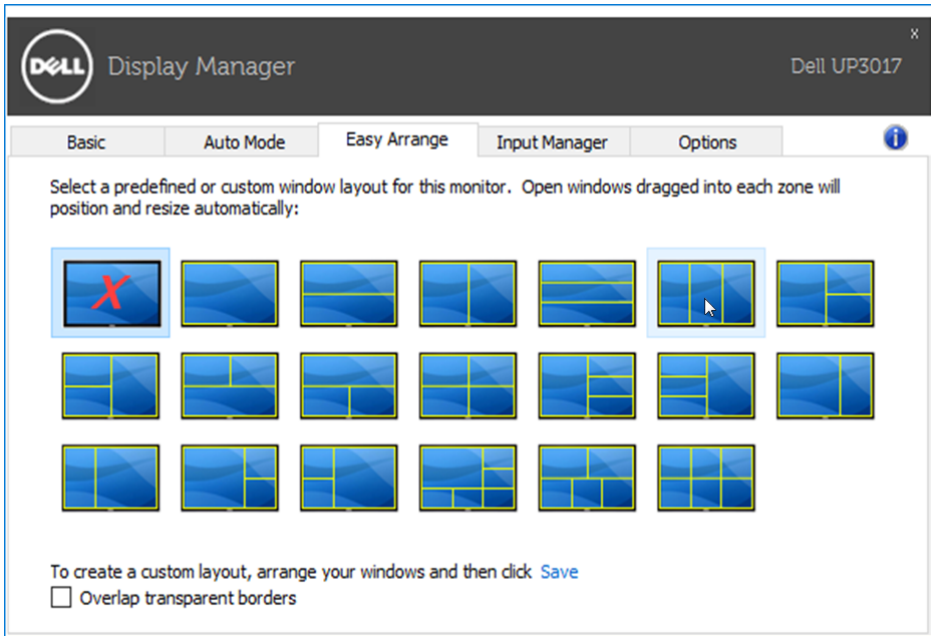 DELL Display Manager
Dell UP3017
x
Basic
Auto Mode
Easy Arrange
Input Manager
Options
i
Select a predefined or custom window layout for this monitor. Open windows dragged into each zone will
position and resize automatically:
X
To create a custom layout, arrange your windows and then click Save
Overlap transparent borders